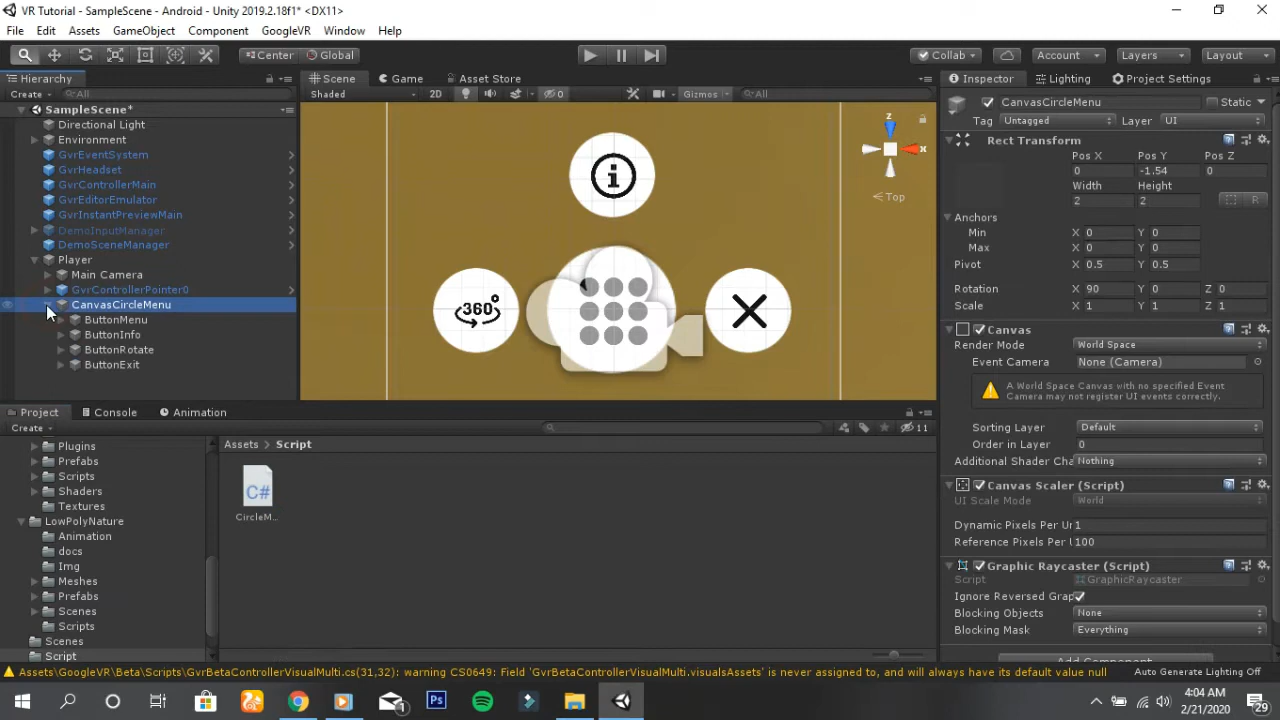 VR Tutorial - SampleScene - Android - Unity 2019.2.18f1* <DX11>
File Edit Assets GameObject Component GoogleVR Window Help
Center Global Collab Account Layers Layout
Hierarchy
Create All
SampleScene*
Directional Light
Environment
GvrEventSystem
GvrHeadset
GvrControllerMain
GvrEditorEmulator
GvrInstantPreviewMain
DemoInputManager
DemoSceneManager
Player
Main Camera
GvrControllerPointer0
CanvasCircleMenu
ButtonMenu
ButtonInfo
ButtonRotate
ButtonExit
Scene Game Asset Store
Shaded 2D 0 Gizmos All
z
x
Top
360°
Inspector Lighting Project Settings
CanvasCircleMenu Static
Tag Untagged Layer UI
Rect Transform
Pos X Pos Y Pos Z
0 -1.54 0
Width Height
2 2 R
Anchors
Min X 0 Y 0
Max X 0 Y 0
Pivot X 0.5 Y 0.5
Rotation X 90 Y 0 Z 0
Scale X 1 Y 1 Z 1
Canvas
Render Mode World Space
Event Camera None (Camera)
A World Space Canvas with no specified Event
Camera may not register UI events correctly.
Sorting Layer Default
Order in Layer 0
Additional Shader Cha Nothing
Canvas Scaler (Script)
UI Scale Mode World
Dynamic Pixels Per U 1
Reference Pixels Per U 100
Graphic Raycaster (Script)
Script GraphicRaycaster
Ignore Reversed Grap
Blocking Objects None
Blocking Mask Everything
Add Component
Project Console Animation
Create 11
Plugins
Prefabs
Scripts
Shaders
Textures
LowPolyNature
Animation
docs
Img
Meshes
Prefabs
Scenes
Scripts
Scenes
Script
Assets > Script
C#
CircleM...
Assets\GoogleVR\Beta\Scripts\GvrBetaControllerVisualMulti.cs(31,32): warning CS0649: Field 'GvrBetaControllerVisualMulti.visualsAssets' is never assigned to, and will always have its default value null
Auto Generate Lighting Off
Ps
4:04 AM
2/21/2020
29